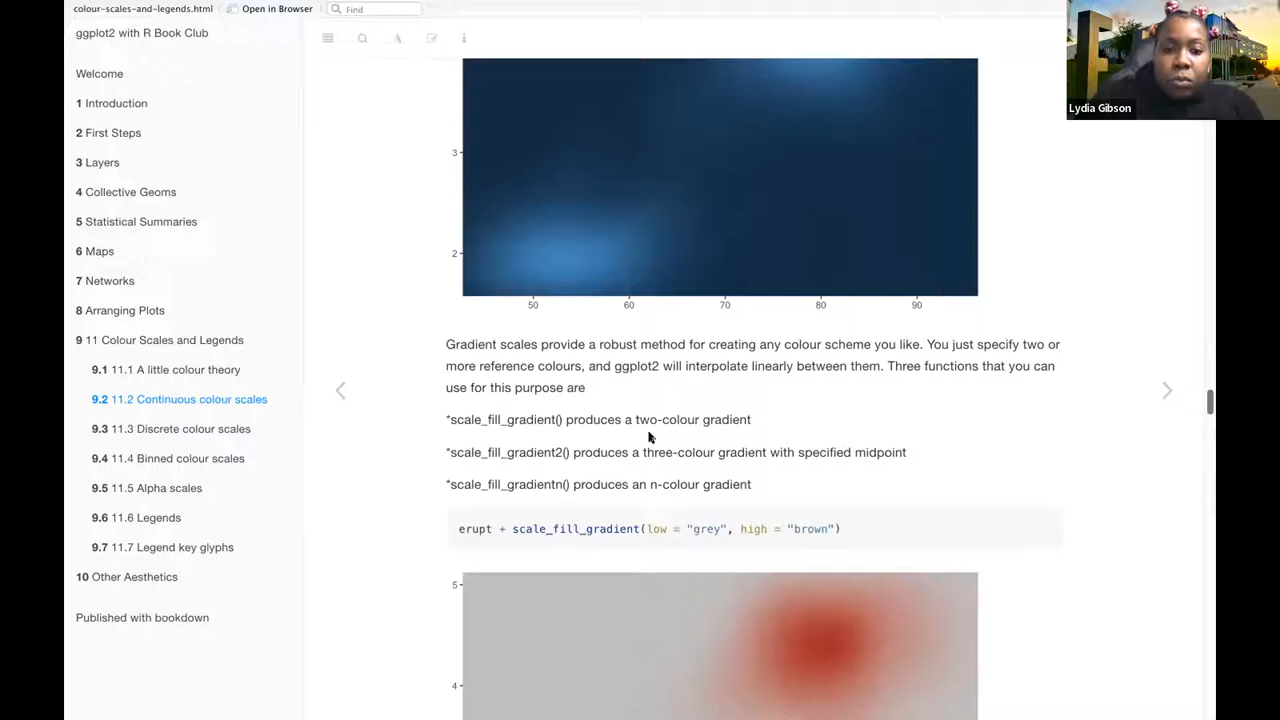 colour-scales-and-legends.html
Open in Browser
Find
ggplot2 with R Book Club
Welcome
1 Introduction
2 First Steps
3 Layers
4 Collective Geoms
5 Statistical Summaries
6 Maps
7 Networks
8 Arranging Plots
9 11 Colour Scales and Legends
9.1 11.1 A little colour theory
9.2 11.2 Continuous colour scales
9.3 11.3 Discrete colour scales
9.4 11.4 Binned colour scales
9.5 11.5 Alpha scales
9.6 11.6 Legends
9.7 11.7 Legend key glyphs
10 Other Aesthetics
Published with bookdown
3
2
50 60 70 80 90
Gradient scales provide a robust method for creating any colour scheme you like. You just specify two or
more reference colours, and ggplot2 will interpolate linearly between them. Three functions that you can
use for this purpose are
*scale_fill_gradient() produces a two-colour gradient
*scale_fill_gradient2() produces a three-colour gradient with specified midpoint
*scale_fill_gradientn() produces an n-colour gradient
erupt + scale_fill_gradient(low = "grey", high = "brown")
5
4
Lydia Gibson